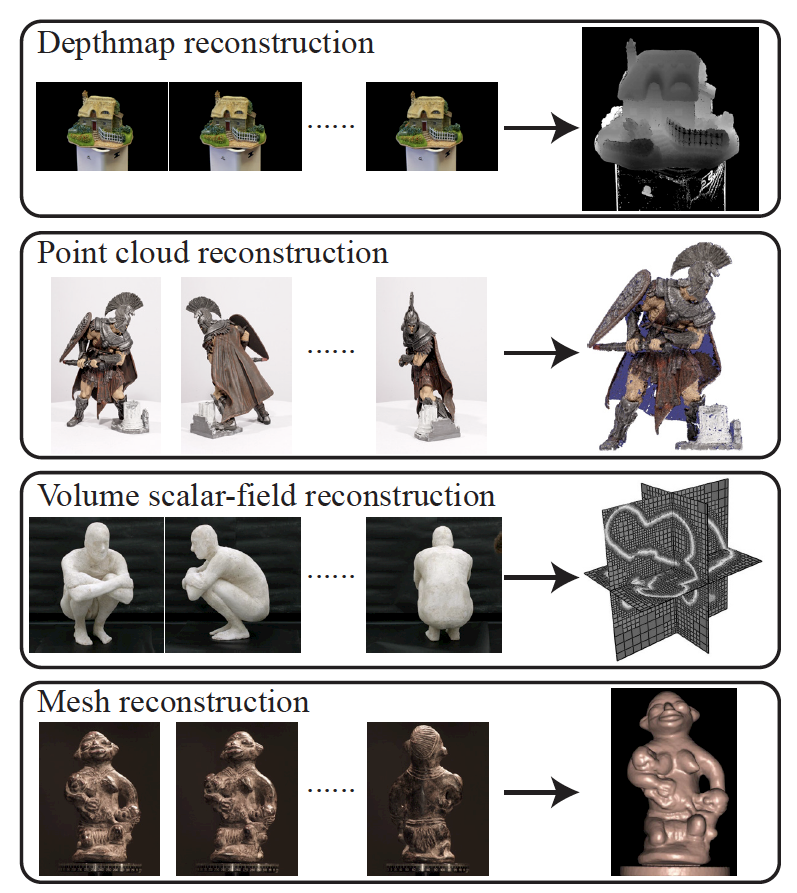 Depthmap reconstruction
......
Point cloud reconstruction
......
Volume scalar-field reconstruction
......
Mesh reconstruction
......